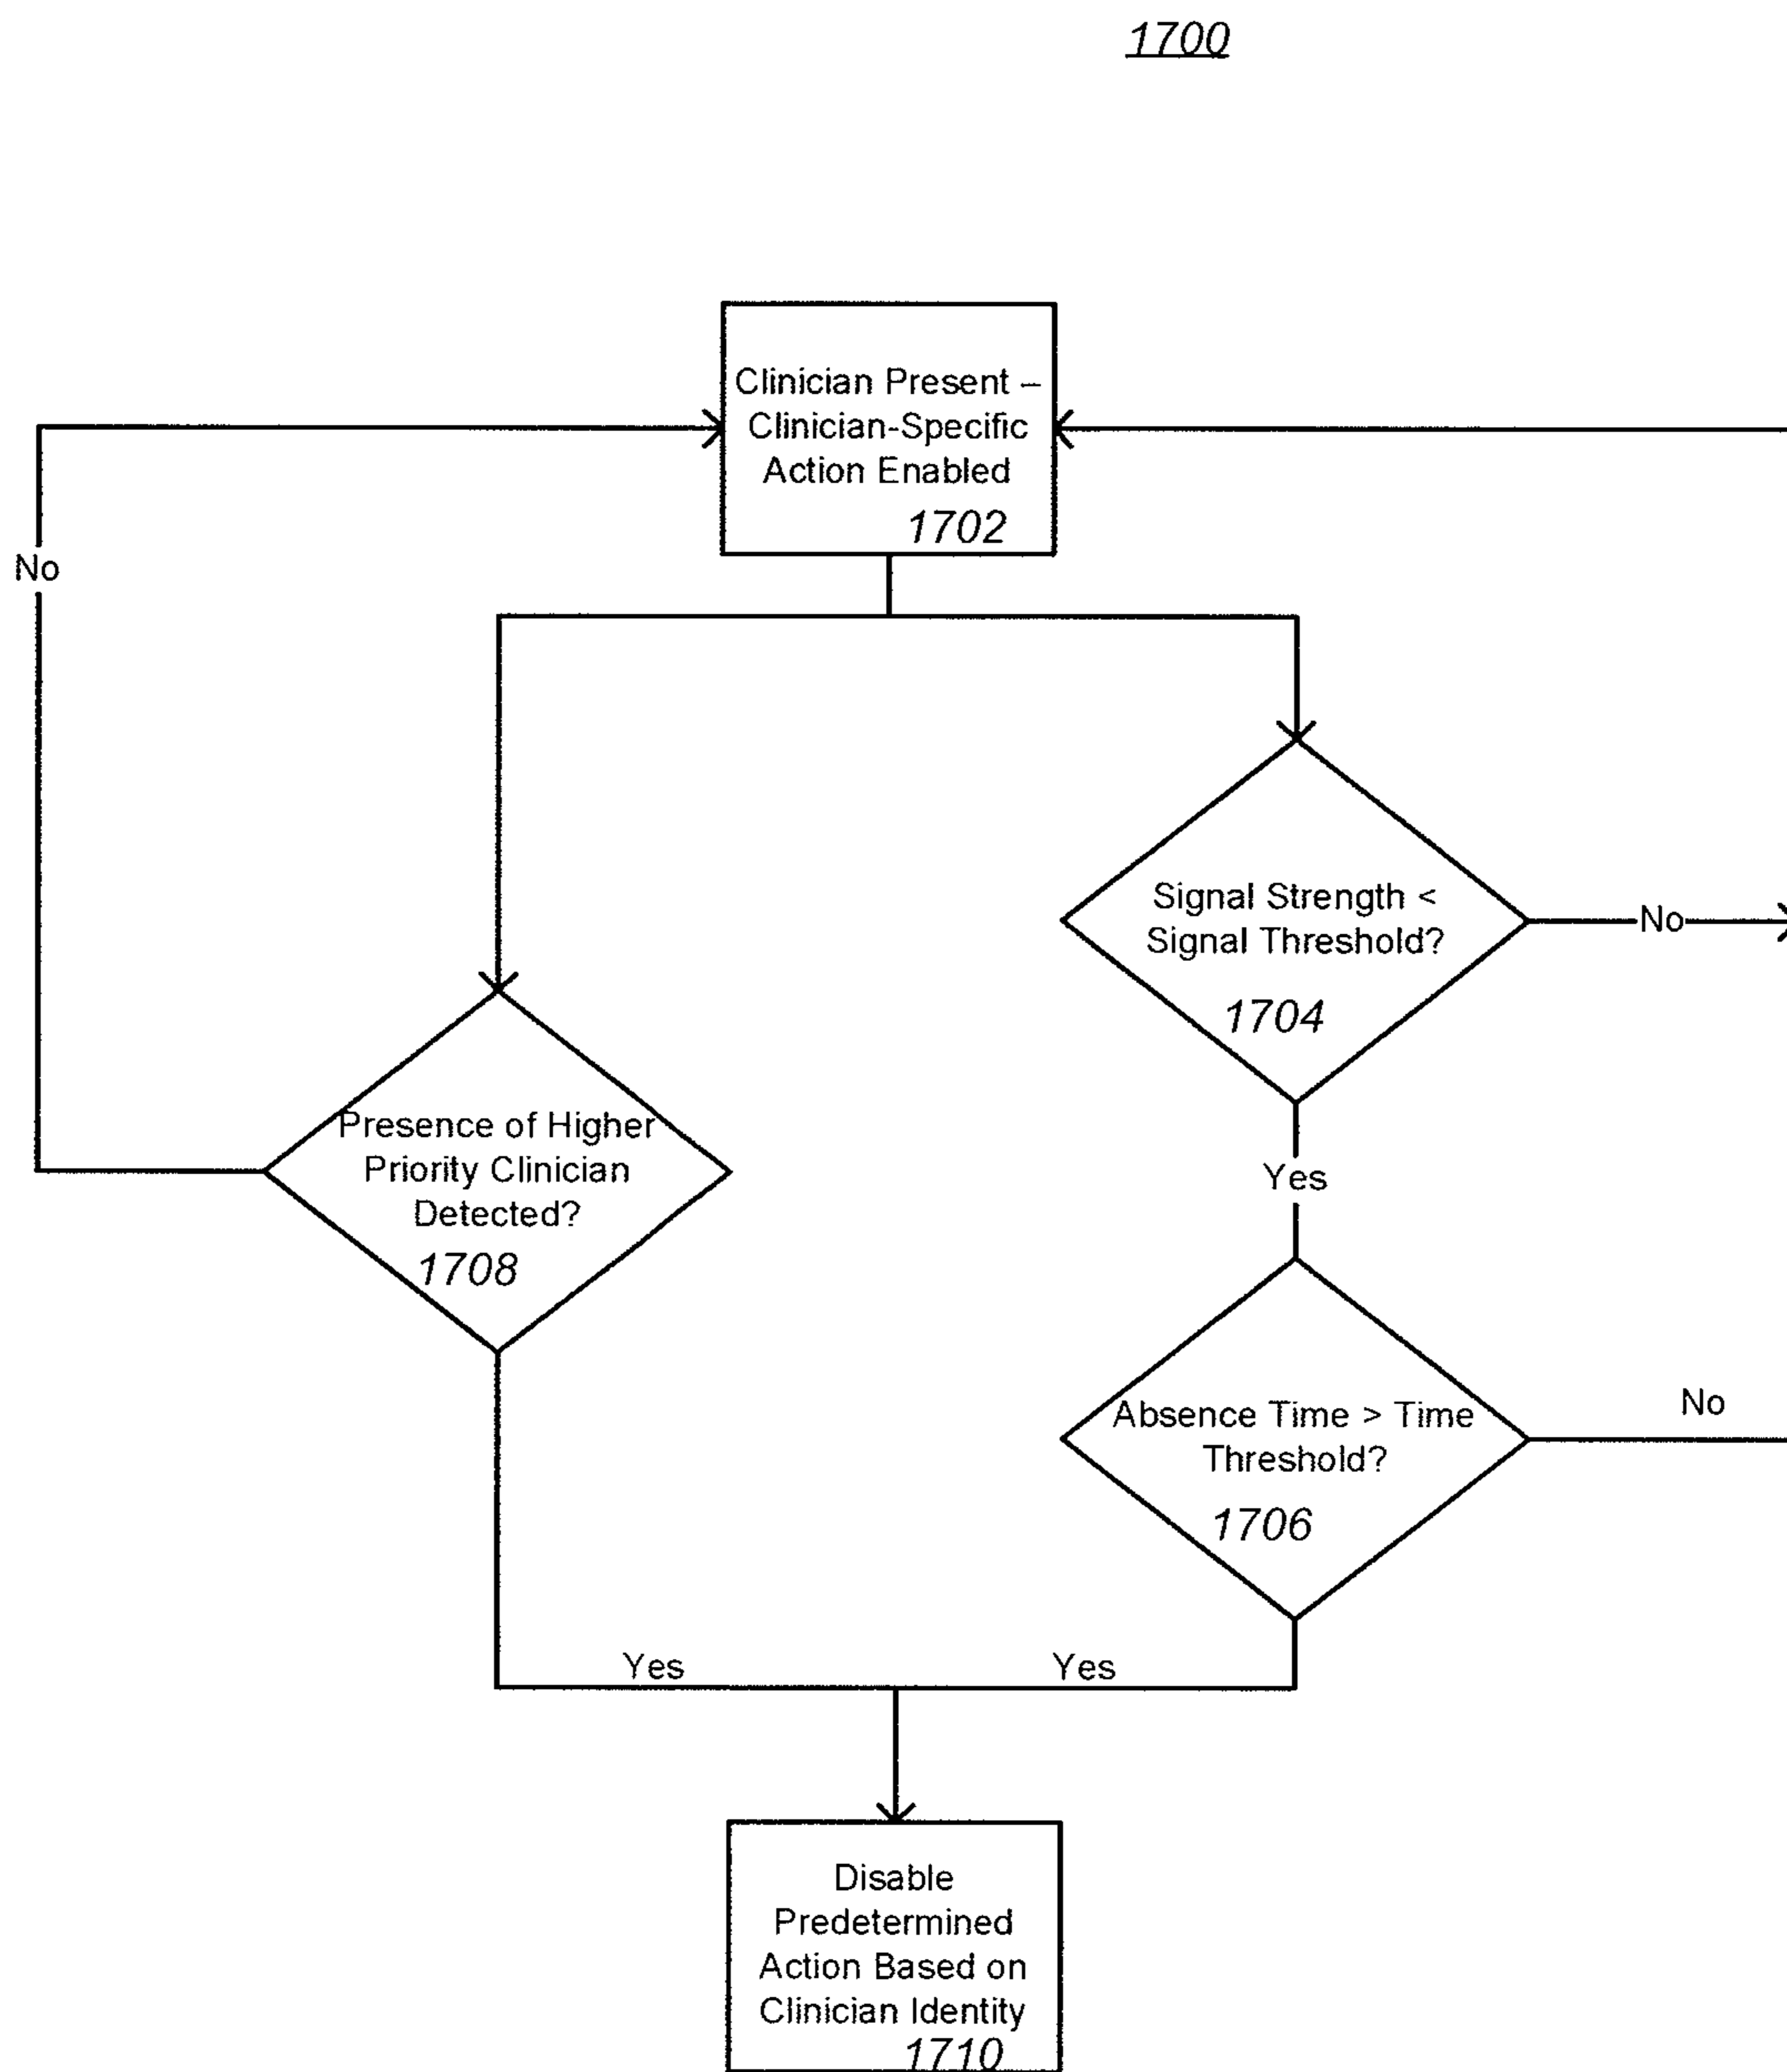 1700
Clinician Present –
Clinician-Specific
Action Enabled
1702
No
Signal Strength <
Signal Threshold?
1704
No
Presence of Higher
Priority Clinician
Detected?
1708
Yes
Absence Time > Time
Threshold?
1706
No
Yes
Yes
Disable
Predetermined
Action Based on
Clinician Identity
1710